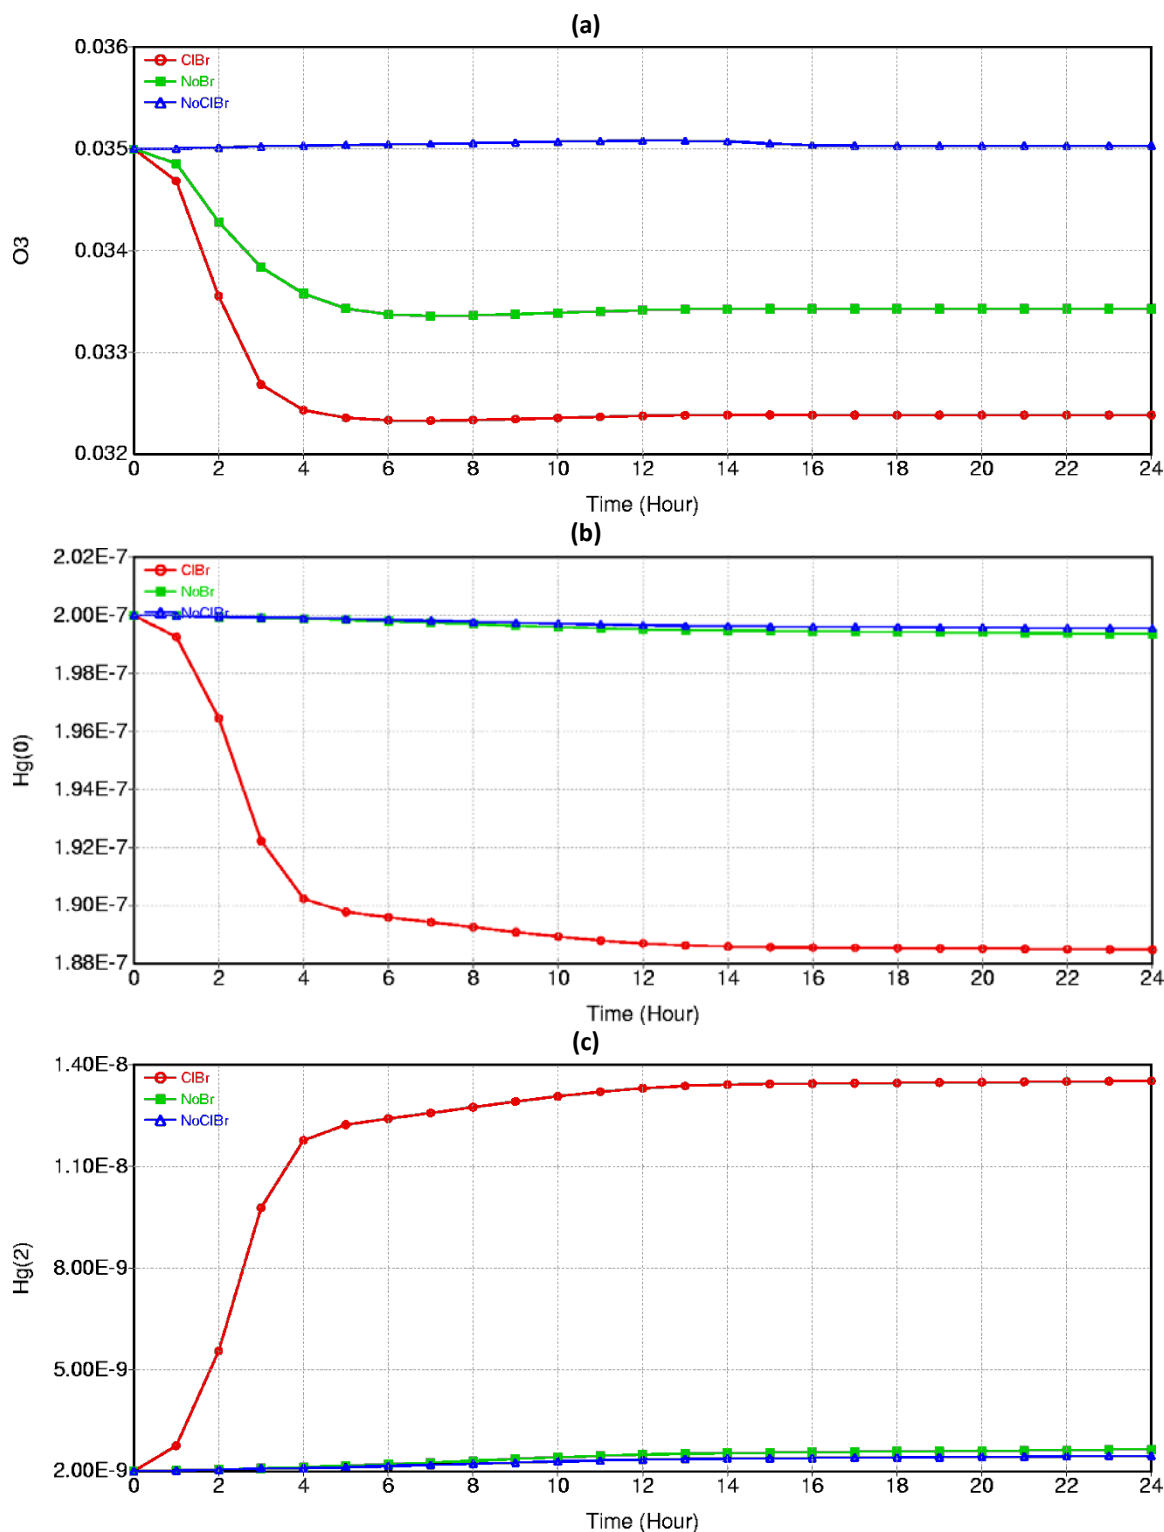 (a)
0.036
ClBr
NoBr
NoClBr
0.035
0.034
O3
0.033
0.032
0 2 4 6 8 10 12 14 16 18 20 22 24
Time (Hour)
(b)
2.02E-7
ClBr
NoBr
NoClBr
2.00E-7
1.98E-7
1.96E-7
Hg(0)
1.94E-7
1.92E-7
1.90E-7
1.88E-7
0 2 4 6 8 10 12 14 16 18 20 22 24
Time (Hour)
(c)
1.40E-8
ClBr
NoBr
NoClBr
1.10E-8
8.00E-9
Hg(2)
5.00E-9
2.00E-9
0 2 4 6 8 10 12 14 16 18 20 22 24
Time (Hour)